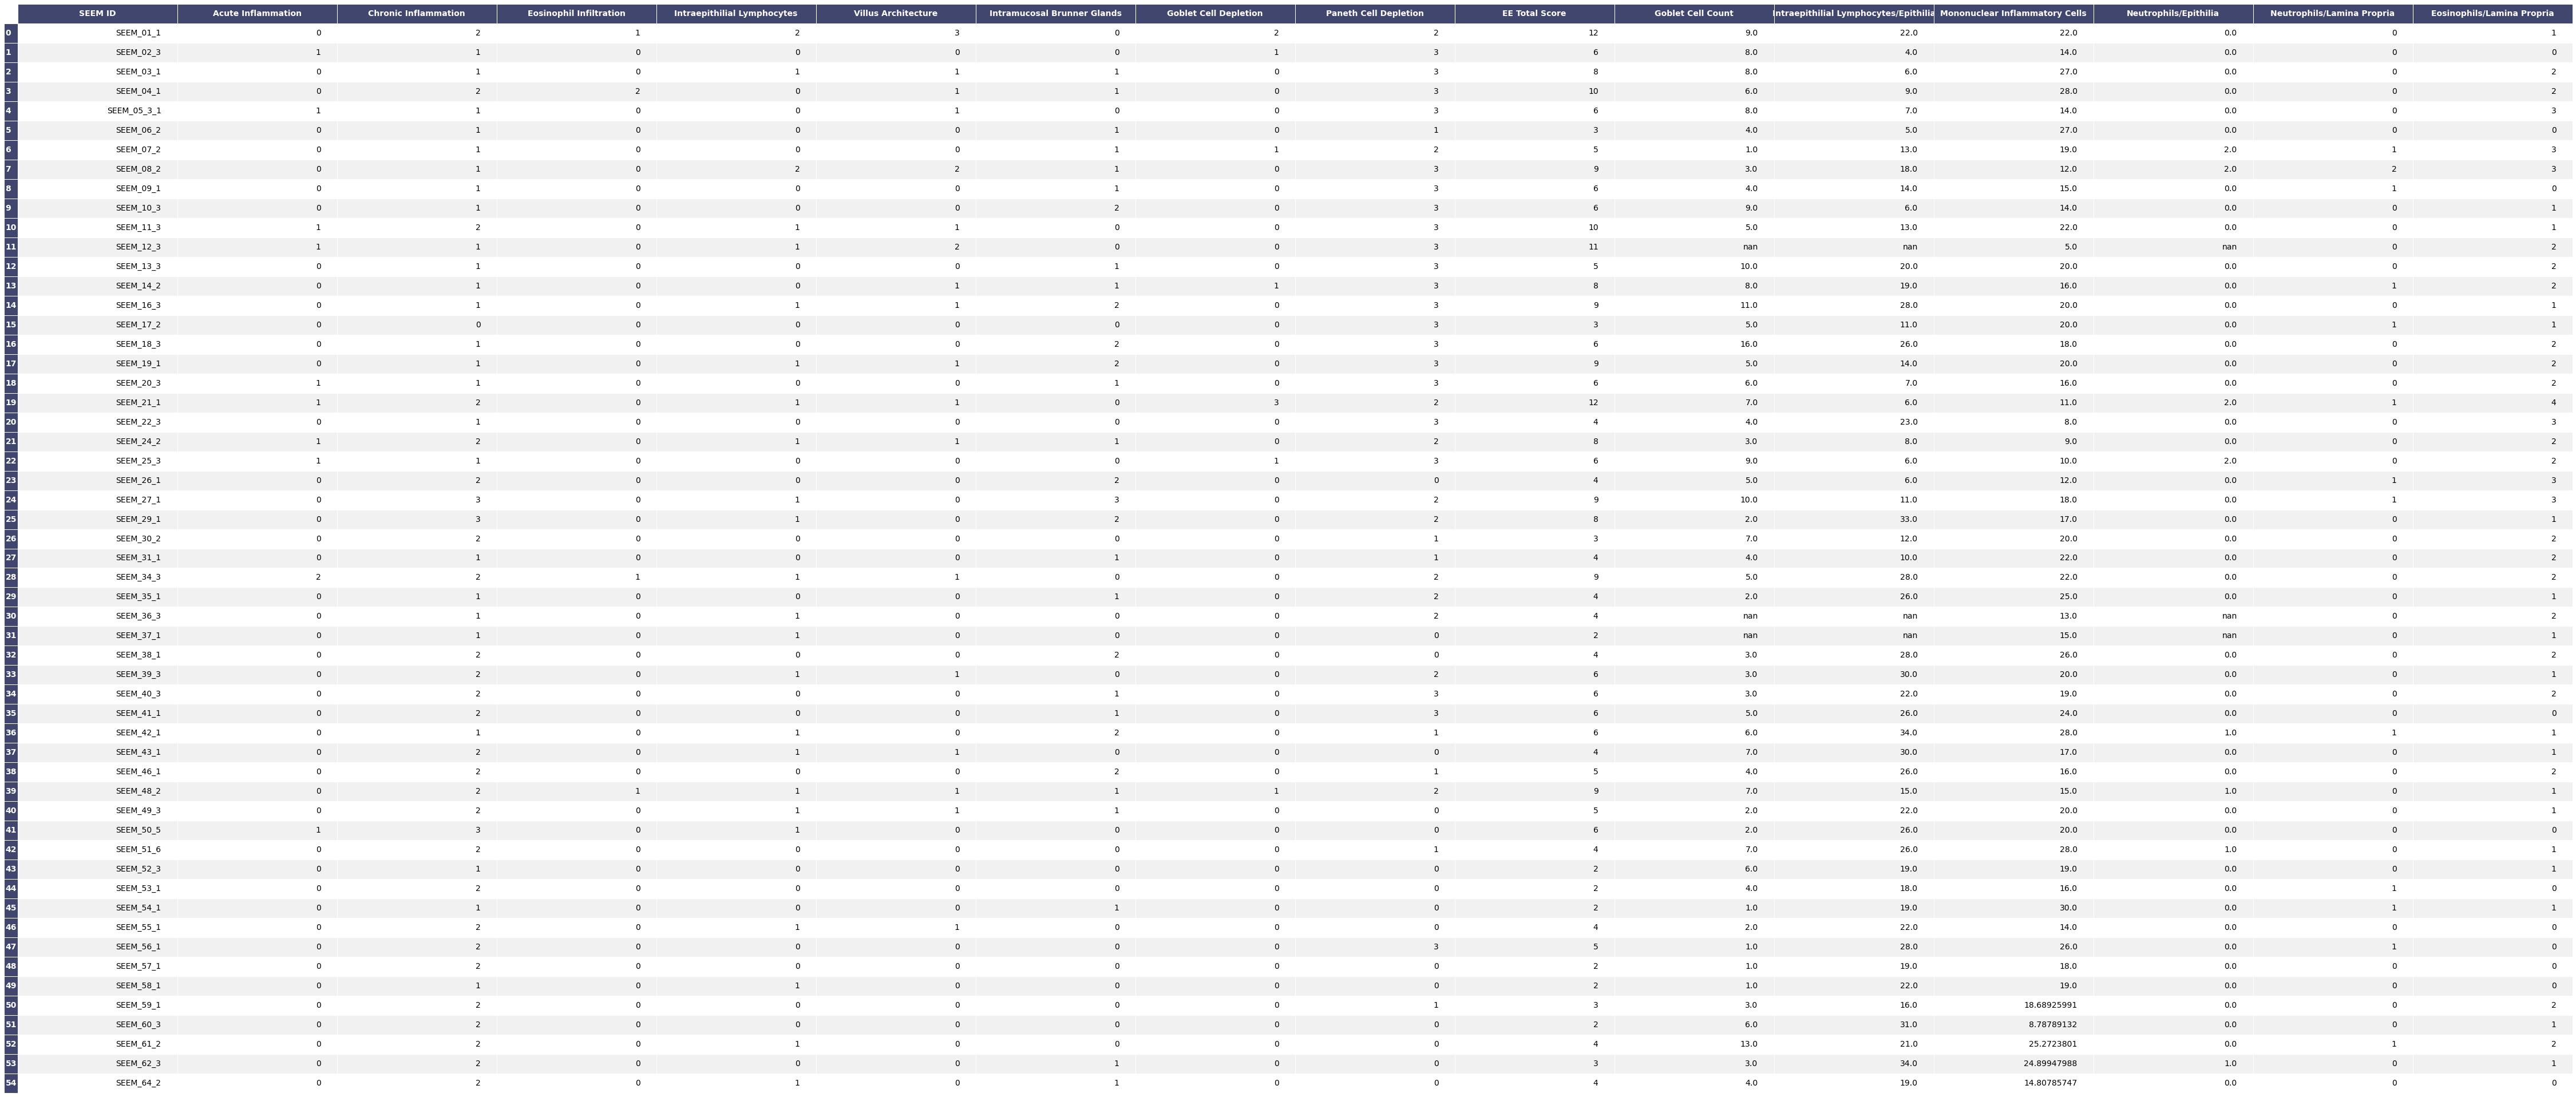 SEEM ID Acute Inflammation Chronic Inflammation Eosinophil Infiltration Intraepithilial Lymphocytes Villus Architecture Intramucosal Brunner Glands Goblet Cell Depletion Paneth Cell Depletion EE Total Score Goblet Cell Count Intraepithilial Lymphocytes/Epithilia Mononuclear Inflammatory Cells Neutrophils/Epithilia Neutrophils/Lamina Propria Eosinophils/Lamina Propria
0 SEEM_01_1 0 2 1 2 3 0 2 2 12 9.0 22.0 22.0 0.0 0 1
1 SEEM_02_3 1 1 0 0 0 0 1 3 6 8.0 4.0 14.0 0.0 0 0
2 SEEM_03_1 0 1 0 1 1 1 0 3 8 8.0 6.0 27.0 0.0 0 2
3 SEEM_04_1 0 2 2 0 1 1 0 3 10 6.0 9.0 28.0 0.0 0 2
4 SEEM_05_3_1 1 1 0 0 1 0 0 3 6 8.0 7.0 14.0 0.0 0 3
5 SEEM_06_2 0 1 0 0 0 1 0 1 3 4.0 5.0 27.0 0.0 0 0
6 SEEM_07_2 0 1 0 0 0 1 1 2 5 1.0 13.0 19.0 2.0 1 3
7 SEEM_08_2 0 1 0 2 2 1 0 3 9 3.0 18.0 12.0 2.0 2 3
8 SEEM_09_1 0 1 0 0 0 1 0 3 6 4.0 14.0 15.0 0.0 1 0
9 SEEM_10_3 0 1 0 0 0 2 0 3 6 9.0 6.0 14.0 0.0 0 1
10 SEEM_11_3 1 2 0 1 1 0 0 3 10 5.0 13.0 22.0 0.0 0 1
11 SEEM_12_3 1 1 0 1 2 0 0 3 11 nan nan 5.0 nan 0 2
12 SEEM_13_3 0 1 0 0 0 1 0 3 5 10.0 20.0 20.0 0.0 0 2
13 SEEM_14_2 0 1 0 0 1 1 1 3 8 8.0 19.0 16.0 0.0 1 2
14 SEEM_16_3 0 1 0 1 1 2 0 3 9 11.0 28.0 20.0 0.0 0 1
15 SEEM_17_2 0 0 0 0 0 0 0 3 3 5.0 11.0 20.0 0.0 1 1
16 SEEM_18_3 0 1 0 0 0 2 0 3 6 16.0 26.0 18.0 0.0 0 2
17 SEEM_19_1 0 1 0 1 1 2 0 3 9 5.0 14.0 20.0 0.0 0 2
18 SEEM_20_3 1 1 0 0 0 1 0 3 6 6.0 7.0 16.0 0.0 0 2
19 SEEM_21_1 1 2 0 1 1 0 3 2 12 7.0 6.0 11.0 2.0 1 4
20 SEEM_22_3 0 1 0 0 0 0 0 3 4 4.0 23.0 8.0 0.0 0 3
21 SEEM_24_2 1 2 0 1 1 1 0 2 8 3.0 8.0 9.0 0.0 0 2
22 SEEM_25_3 1 1 0 0 0 0 1 3 6 9.0 6.0 10.0 2.0 0 2
23 SEEM_26_1 0 2 0 0 0 2 0 0 4 5.0 6.0 12.0 0.0 1 3
24 SEEM_27_1 0 3 0 1 0 3 0 2 9 10.0 11.0 18.0 0.0 1 3
25 SEEM_29_1 0 3 0 1 0 2 0 2 8 2.0 33.0 17.0 0.0 0 1
26 SEEM_30_2 0 2 0 0 0 0 0 1 3 7.0 12.0 20.0 0.0 0 2
27 SEEM_31_1 0 1 0 0 0 1 0 1 4 4.0 10.0 22.0 0.0 0 2
28 SEEM_34_3 2 2 1 1 1 0 0 2 9 5.0 28.0 22.0 0.0 0 2
29 SEEM_35_1 0 1 0 0 0 1 0 2 4 2.0 26.0 25.0 0.0 0 1
30 SEEM_36_3 0 1 0 1 0 0 0 2 4 nan nan 13.0 nan 0 2
31 SEEM_37_1 0 1 0 1 0 0 0 0 2 nan nan 15.0 nan 0 1
32 SEEM_38_1 0 2 0 0 0 2 0 0 4 3.0 28.0 26.0 0.0 0 2
33 SEEM_39_3 0 2 0 1 1 0 0 2 6 3.0 30.0 20.0 0.0 0 1
34 SEEM_40_3 0 2 0 0 0 1 0 3 6 3.0 22.0 19.0 0.0 0 2
35 SEEM_41_1 0 2 0 0 0 1 0 3 6 5.0 26.0 24.0 0.0 0 0
36 SEEM_42_1 0 1 0 1 0 2 0 1 6 6.0 34.0 28.0 1.0 1 1
37 SEEM_43_1 0 2 0 1 1 0 0 0 4 7.0 30.0 17.0 0.0 0 1
38 SEEM_46_1 0 2 0 0 0 2 0 1 5 4.0 26.0 16.0 0.0 0 2
39 SEEM_48_2 0 2 1 1 1 1 1 2 9 7.0 15.0 15.0 1.0 0 1
40 SEEM_49_3 0 2 0 1 1 1 0 0 5 2.0 22.0 20.0 0.0 0 1
41 SEEM_50_5 1 3 0 1 0 0 0 0 6 2.0 26.0 20.0 0.0 0 0
42 SEEM_51_6 0 2 0 0 0 0 0 1 4 7.0 26.0 28.0 1.0 0 1
43 SEEM_52_3 0 1 0 0 0 0 0 0 2 6.0 19.0 19.0 0.0 0 1
44 SEEM_53_1 0 2 0 0 0 0 0 0 2 4.0 18.0 16.0 0.0 1 0
45 SEEM_54_1 0 1 0 0 0 1 0 0 2 1.0 19.0 30.0 0.0 1 1
46 SEEM_55_1 0 2 0 1 1 0 0 0 4 2.0 22.0 14.0 0.0 0 0
47 SEEM_56_1 0 2 0 0 0 0 0 3 5 1.0 28.0 26.0 0.0 1 0
48 SEEM_57_1 0 2 0 0 0 0 0 0 2 1.0 19.0 18.0 0.0 0 0
49 SEEM_58_1 0 1 0 1 0 0 0 0 2 1.0 22.0 19.0 0.0 0 0
50 SEEM_59_1 0 2 0 0 0 0 0 1 3 3.0 16.0 18.68925991 0.0 0 2
51 SEEM_60_3 0 2 0 0 0 0 0 0 2 6.0 31.0 8.78789132 0.0 0 1
52 SEEM_61_2 0 2 0 1 0 0 0 0 4 13.0 21.0 25.2723801 0.0 1 2
53 SEEM_62_3 0 2 0 0 0 1 0 0 3 3.0 34.0 24.89947988 1.0 0 1
54 SEEM_64_2 0 2 0 1 0 1 0 0 4 4.0 19.0 14.80785747 0.0 0 0